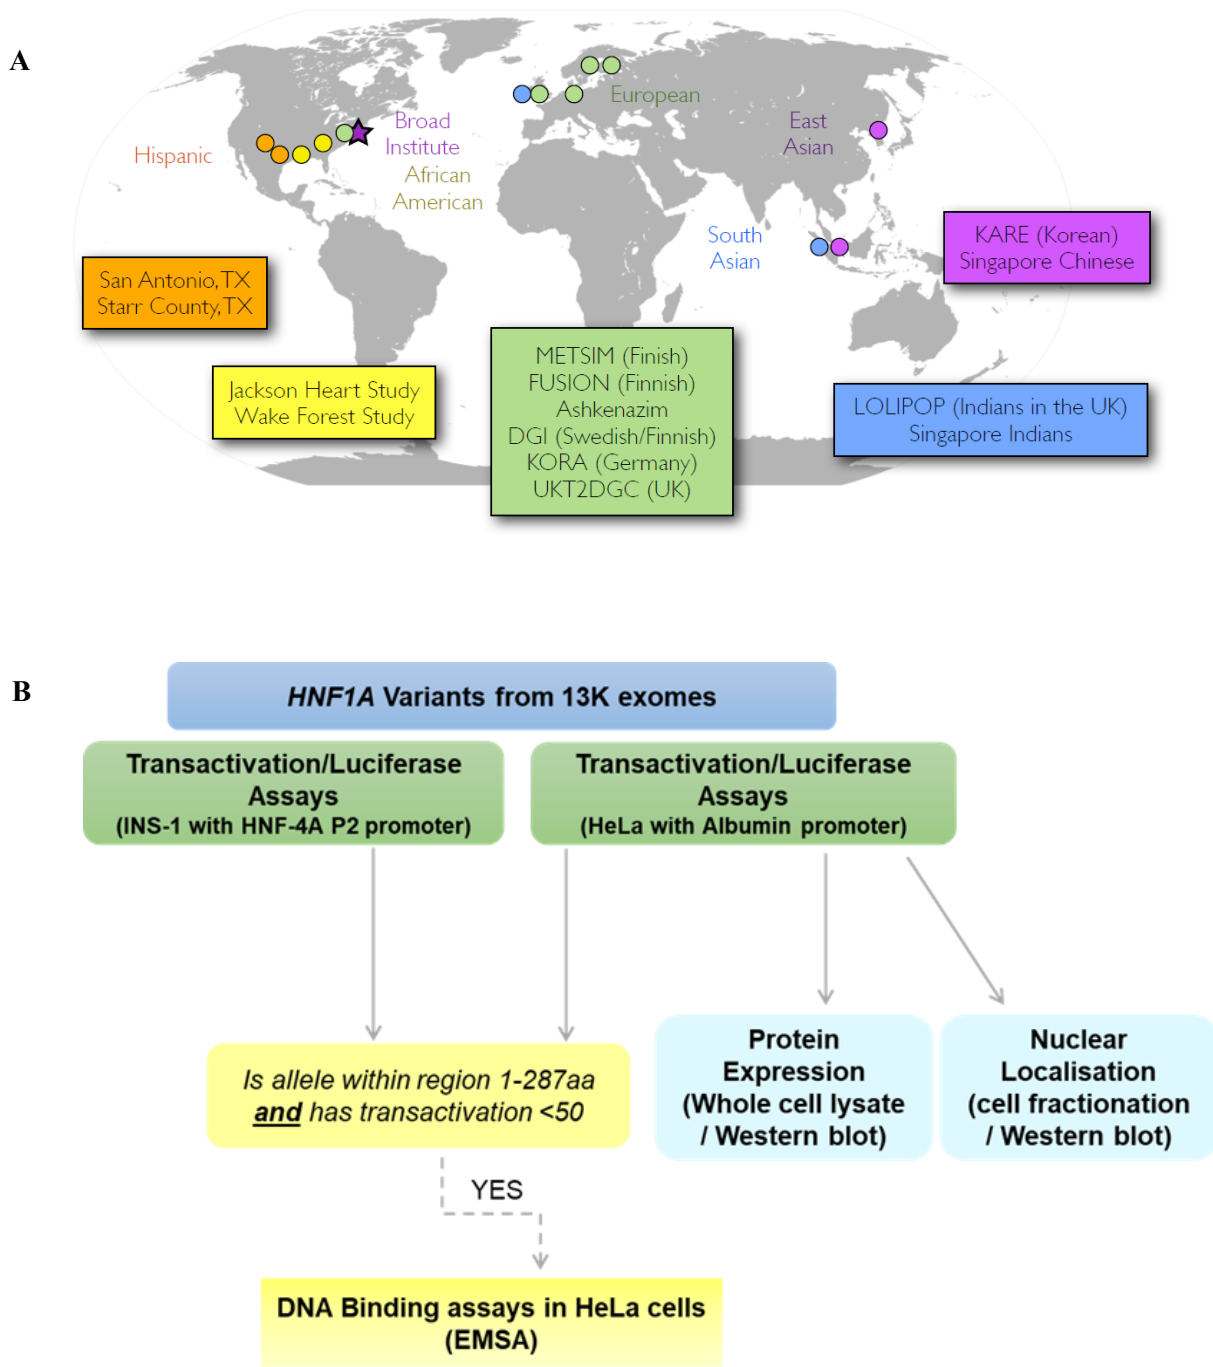 A
European
Broad
Institute
East
Asian
Hispanic
African
American
South
Asian
KARE (Korean)
Singapore Chinese
San Antonio, TX
Starr County, TX
METSIM (Finish)
FUSION (Finnish)
Ashkenazim
DGI (Swedish/Finnish)
KORA (Germany)
UKT2DGC (UK)
Jackson Heart Study
Wake Forest Study
LOLIPOP (Indians in the UK)
Singapore Indians
B
HNF1A Variants from 13K exomes
Transactivation/Luciferase
Assays
(INS-1 with HNF-4A P2 promoter)
Transactivation/Luciferase
Assays
(HeLa with Albumin promoter)
Is allele within region 1-287aa
and has transactivation <50
Protein
Expression
(Whole cell lysate
/ Western blot)
Nuclear
Localisation
(cell fractionation
/ Western blot)
YES
DNA Binding assays in HeLa cells
(EMSA)